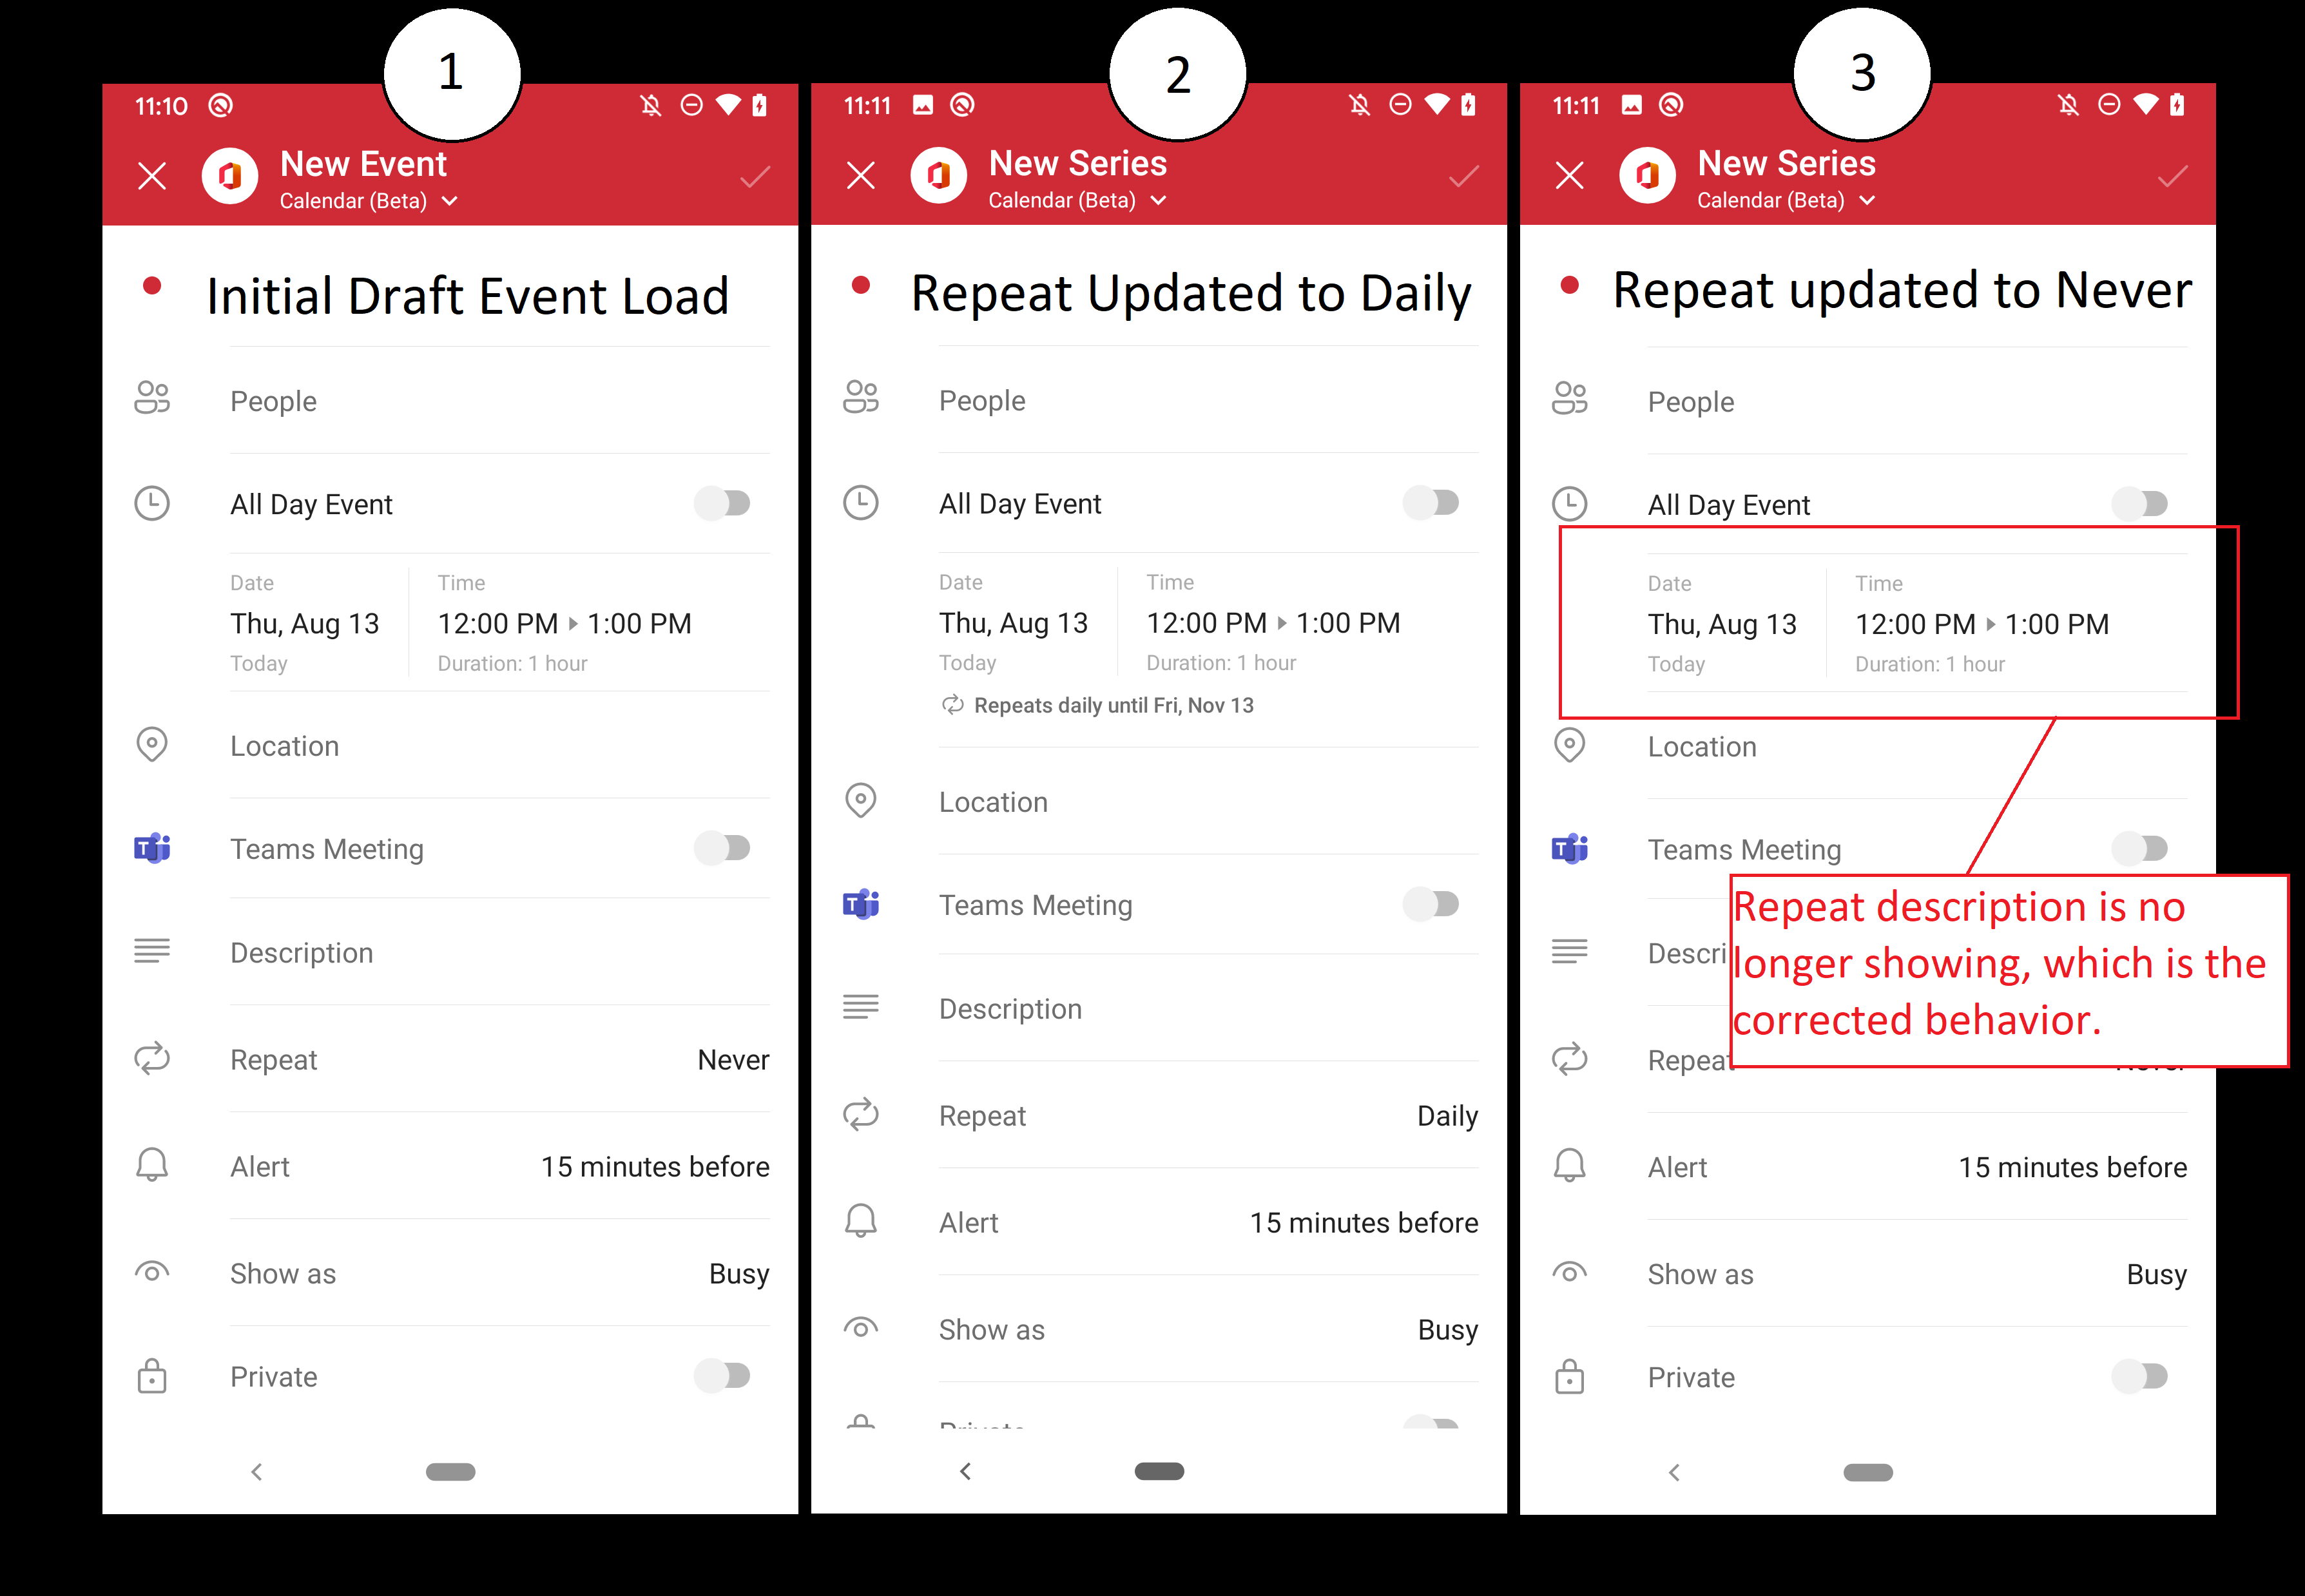 1
11:10
New Event
Calendar (Beta)
Initial Draft Event Load
People
All Day Event
Date
Time
Thu, Aug 13
12:00 PM 1:00 PM
Today
Duration: 1 hour
Location
Teams Meeting
Description
Repeat
Never
Alert
15 minutes before
Show as
Busy
Private
2
11:11
New Series
Calendar (Beta)
Repeat Updated to Daily
People
All Day Event
Date
Time
Thu, Aug 13
12:00 PM 1:00 PM
Today
Duration: 1 hour
Repeats daily until Fri, Nov 13
Location
Teams Meeting
Description
Repeat
Daily
Alert
15 minutes before
Show as
Busy
Private
3
11:11
New Series
Calendar (Beta)
Repeat updated to Never
People
All Day Event
Date
Time
Thu, Aug 13
12:00 PM 1:00 PM
Today
Duration: 1 hour
Location
Teams Meeting
Repeat description is no
longer showing, which is the
corrected behavior.
Descri
Repeat
Never
Alert
15 minutes before
Show as
Busy
Private